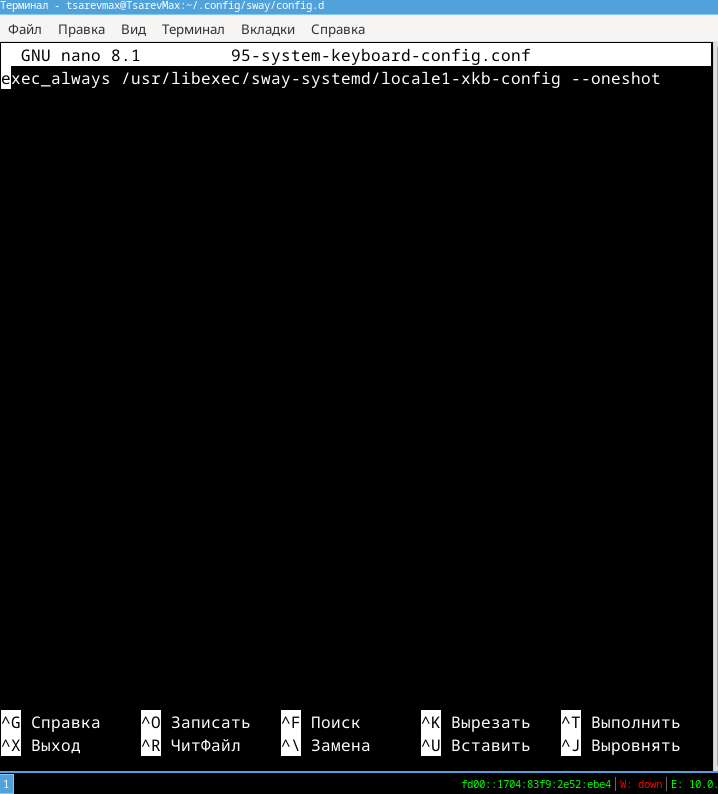 Терминал - tsarevmax@TsarevMax:~/.config/sway/config.d
Файл Правка Вид Терминал Вкладки Справка
GNU nano 8.1 95-system-keyboard-config.conf
exec_always /usr/libexec/sway-systemd/locale1-xkb-config --oneshot
^G Справка ^O Записать ^F Поиск ^K Вырезать ^T Выполнить
^X Выход ^R ЧитФайл ^\ Замена ^U Вставить ^J Выровнять
1 fd00::1704:83f9:2e52:ebe4 W: down E: 10.0.